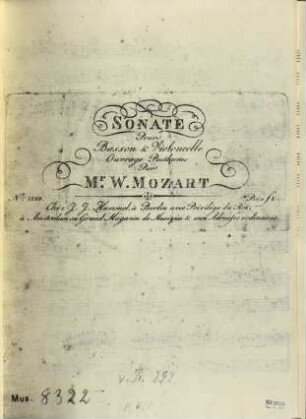 SONATE
Pour
Basson & Violoncelle
Ouvrage Posthume
Par
Mr. W. MOZART
No. Prix f
Chez J. J. Hummel, à Berlin avec Privilège du Roi,
à Amsterdam au Grand Magazin de Musique & aux Adresses ordinaires.
Mus. 8322
v. K. 292